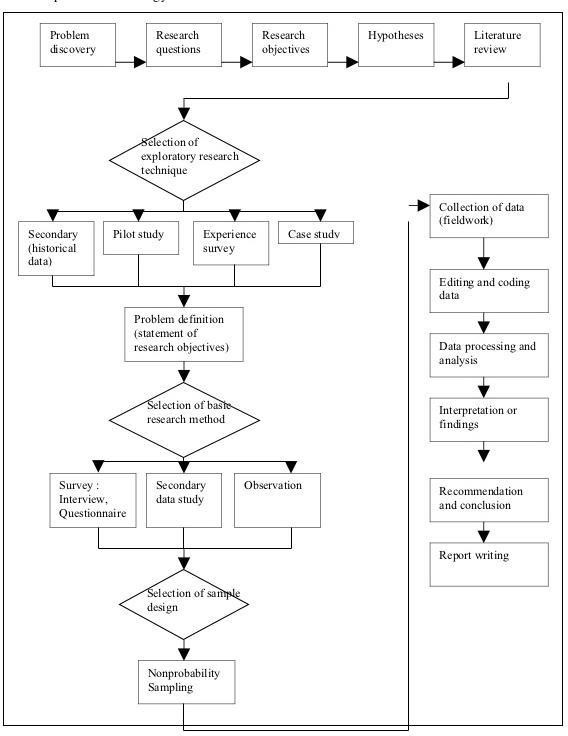 Problem
discovery
Research
questions
Research
objectives
Hypotheses
Literature
review
Selection of
exploratory research
technique
Secondary
(historical
data)
Pilot study
Experience
survey
Case study
Problem definition
(statement of
research objectives)
Selection of basic
research method
Survey :
Interview,
Questionnaire
Secondary
data study
Observation
Selection of sample
design
Nonprobability
Sampling
Collection of data
(fieldwork)
Editing and coding
data
Data processing and
analysis
Interpretation or
findings
Recommendation
and conclusion
Report writing